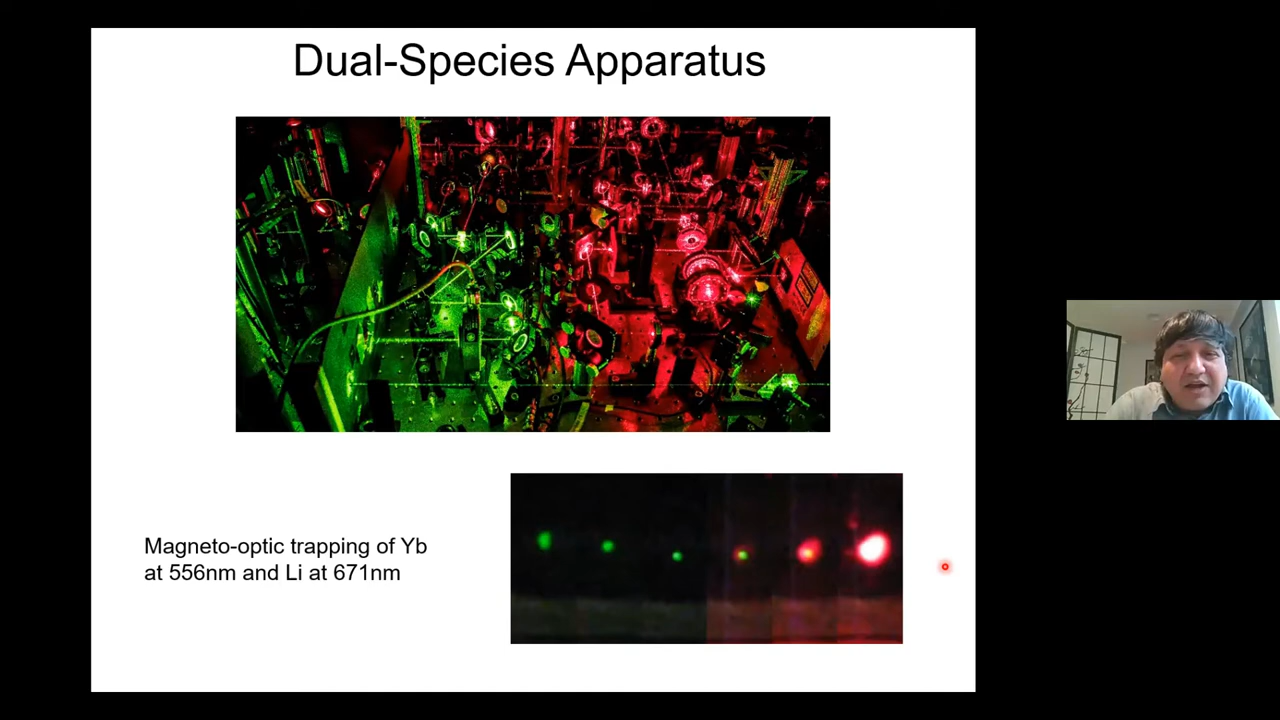 Dual-Species Apparatus
Magneto-optic trapping of Yb
at 556nm and Li at 671nm